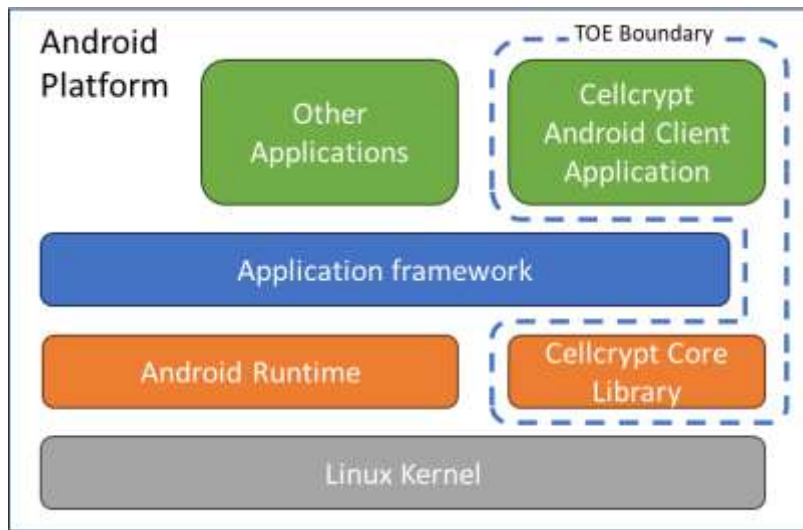 Android
Platform
TOE Boundary
Other
Applications
Cellcrypt
Android Client
Application
Application framework
Android Runtime
Cellcrypt Core
Library
Linux Kernel